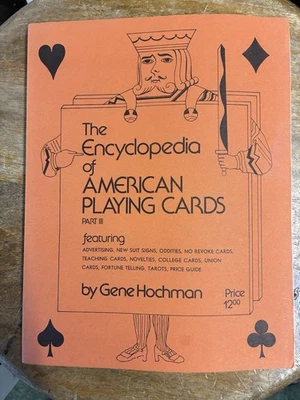 The
Encyclopedia
of
AMERICAN
PLAYING CARDS
PART III
featuring
ADVERTISING, NEW SUIT SIGNS, ODDITIES, NO REVOKE CARDS,
TEACHING CARDS, NOVELTIES, COLLEGE CARDS, UNION
CARDS, FORTUNE TELLING, TAROTS, PRICE GUIDE
by Gene Hochman
Price
12.00